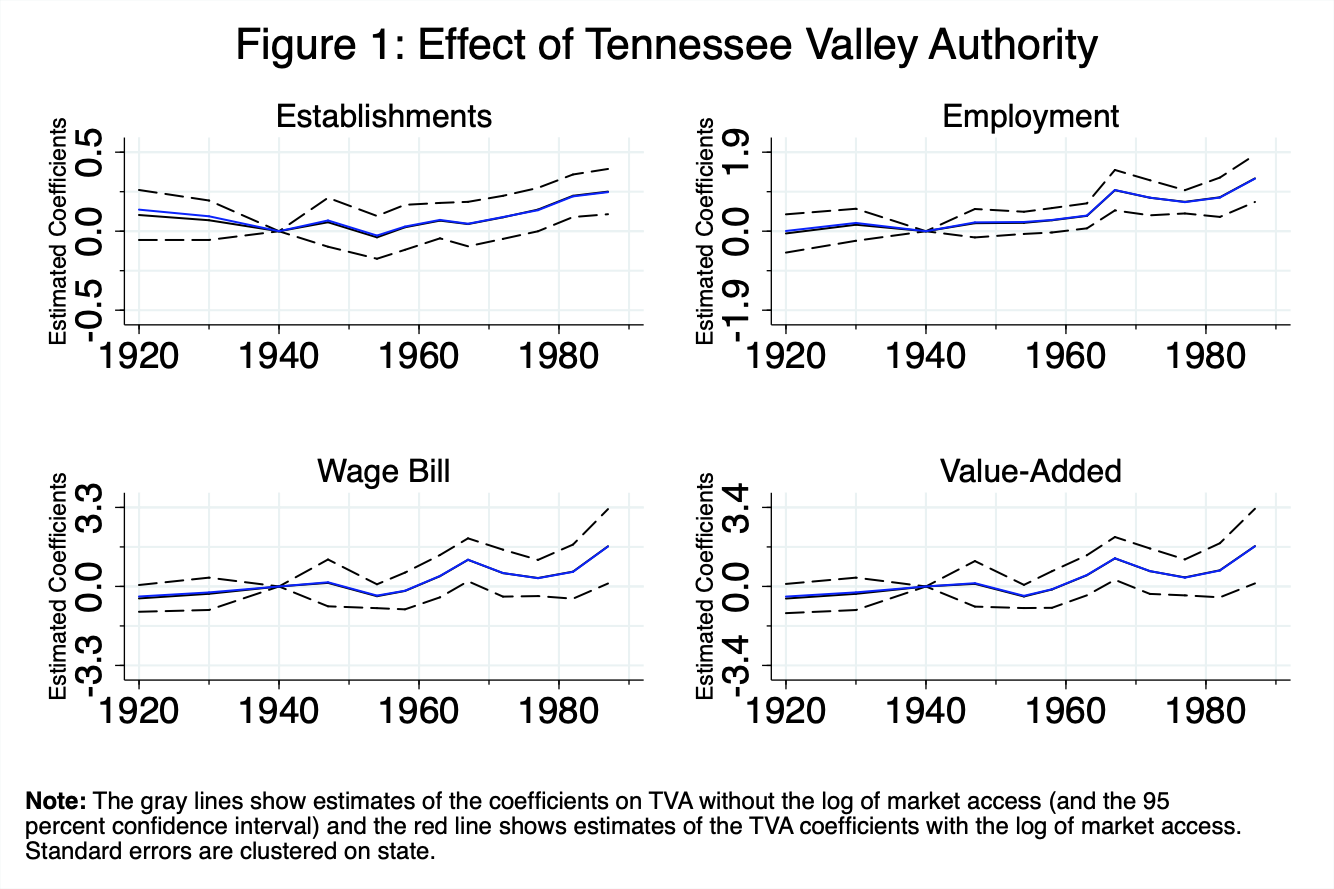 Figure 1: Effect of Tennessee Valley Authority
Establishments
Estimated Coefficients
0.5
0.0
-0.5
1920 1940 1960 1980
Employment
Estimated Coefficients
1.9
0.0
-1.9
1920 1940 1960 1980
Wage Bill
Estimated Coefficients
3.3
0.0
-3.3
1920 1940 1960 1980
Value-Added
Estimated Coefficients
3.4
0.0
-3.4
1920 1940 1960 1980
Note: The gray lines show estimates of the coefficients on TVA without the log of market access (and the 95
percent confidence interval) and the red line shows estimates of the TVA coefficients with the log of market access.
Standard errors are clustered on state.